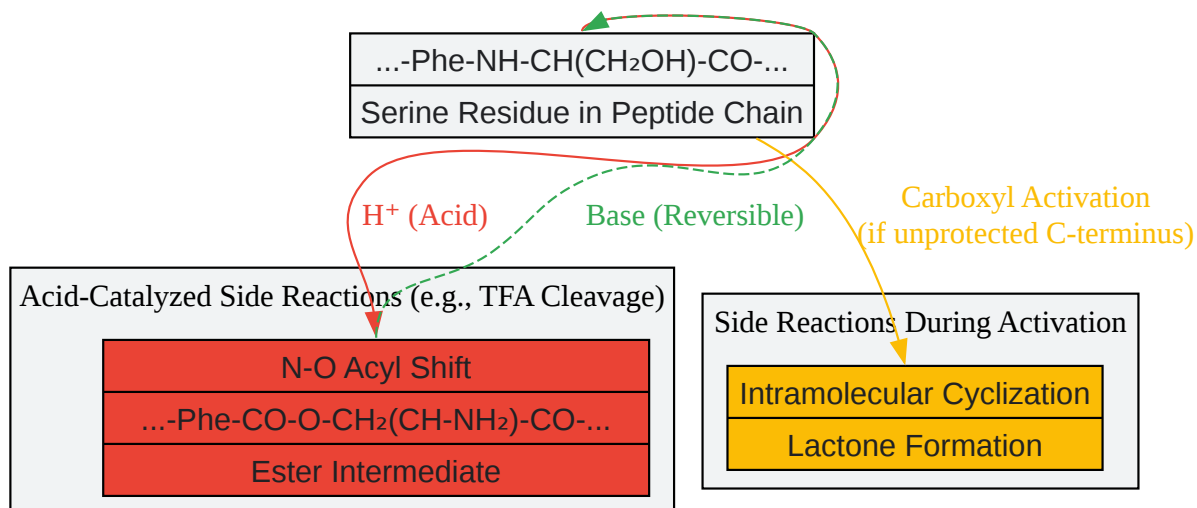 ...-Phe-NH-CH(CH₂OH)-CO-...
Serine Residue in Peptide Chain
H⁺ (Acid)
Base (Reversible)
Carboxyl Activation
(if unprotected C-terminus)
Acid-Catalyzed Side Reactions (e.g., TFA Cleavage)
N-O Acyl Shift
...-Phe-CO-O-CH₂(CH-NH₂)-CO-...
Ester Intermediate
Side Reactions During Activation
Intramolecular Cyclization
Lactone Formation